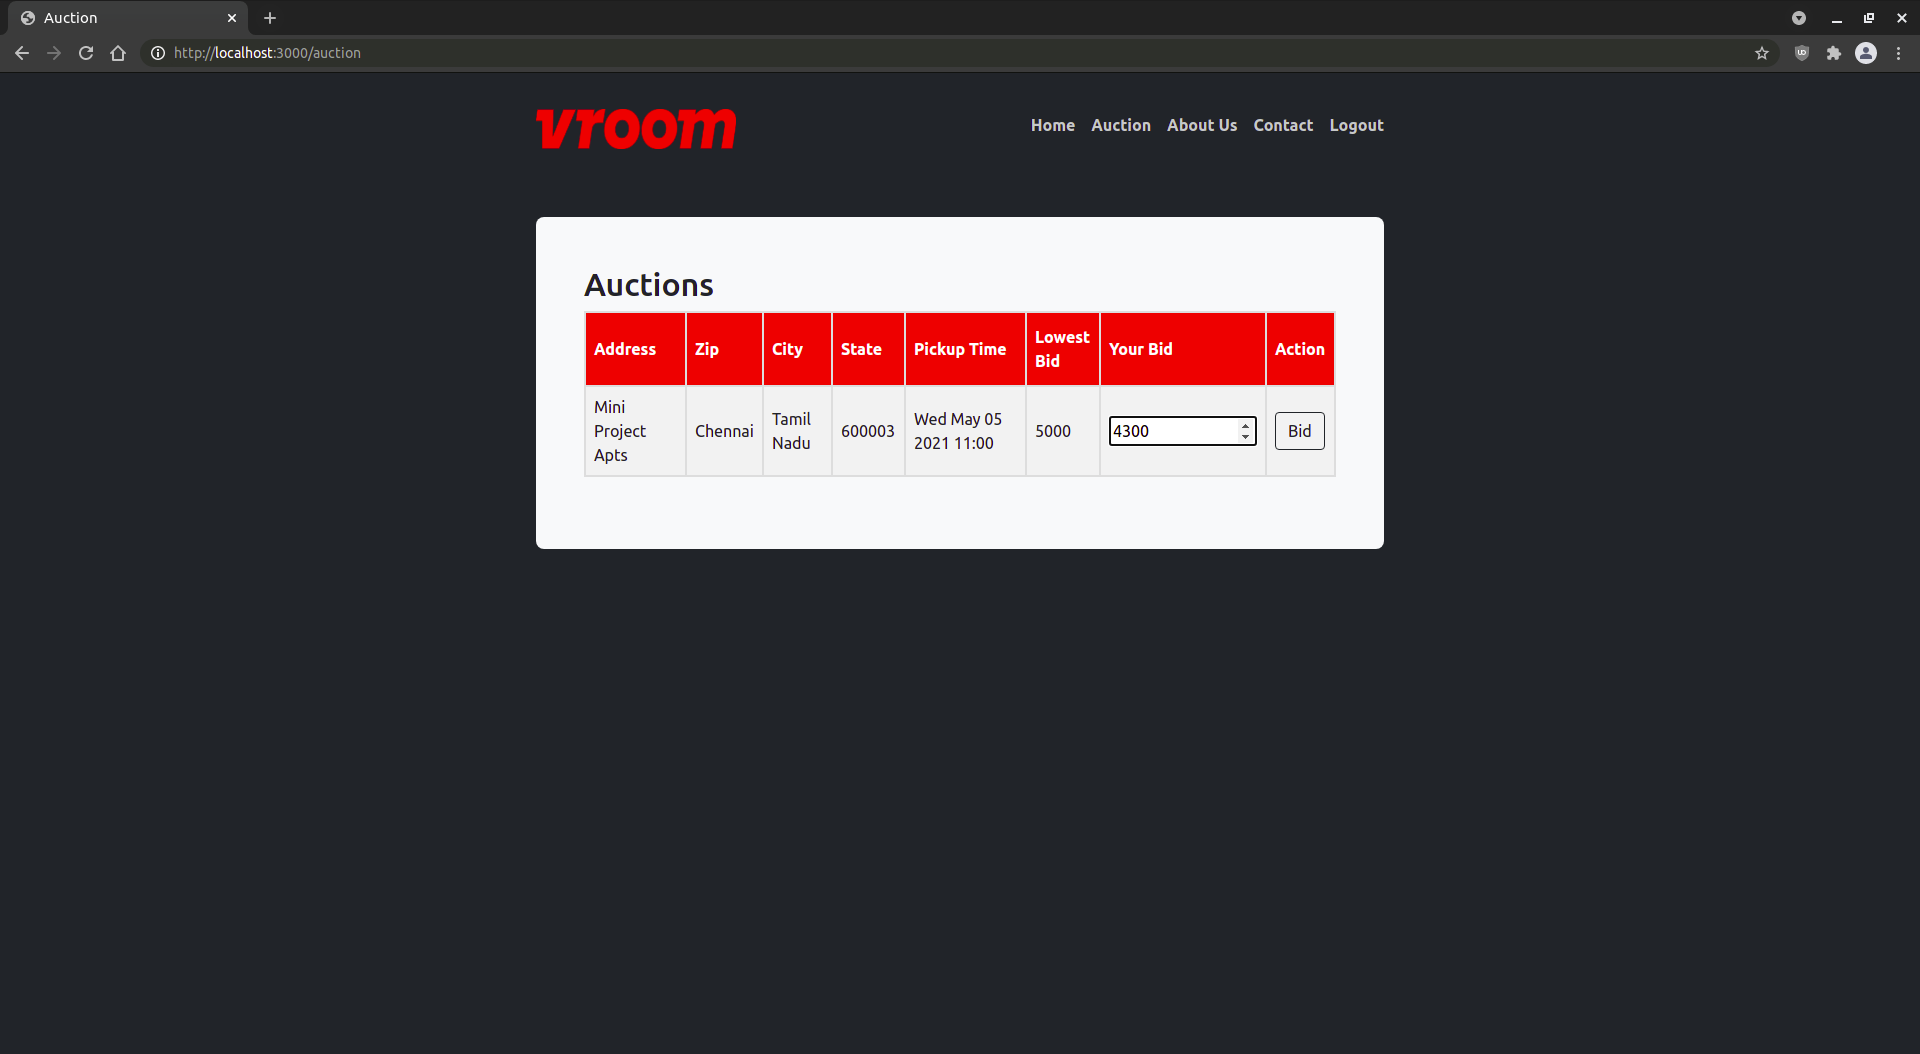 Auction
http://localhost:3000/auction
vroom
Home Auction About Us Contact Logout
Auctions
Address Zip City State Pickup Time Lowest Bid Your Bid Action
Mini Project Apts Chennai Tamil Nadu 600003 Wed May 05 2021 11:00 5000 4300 Bid